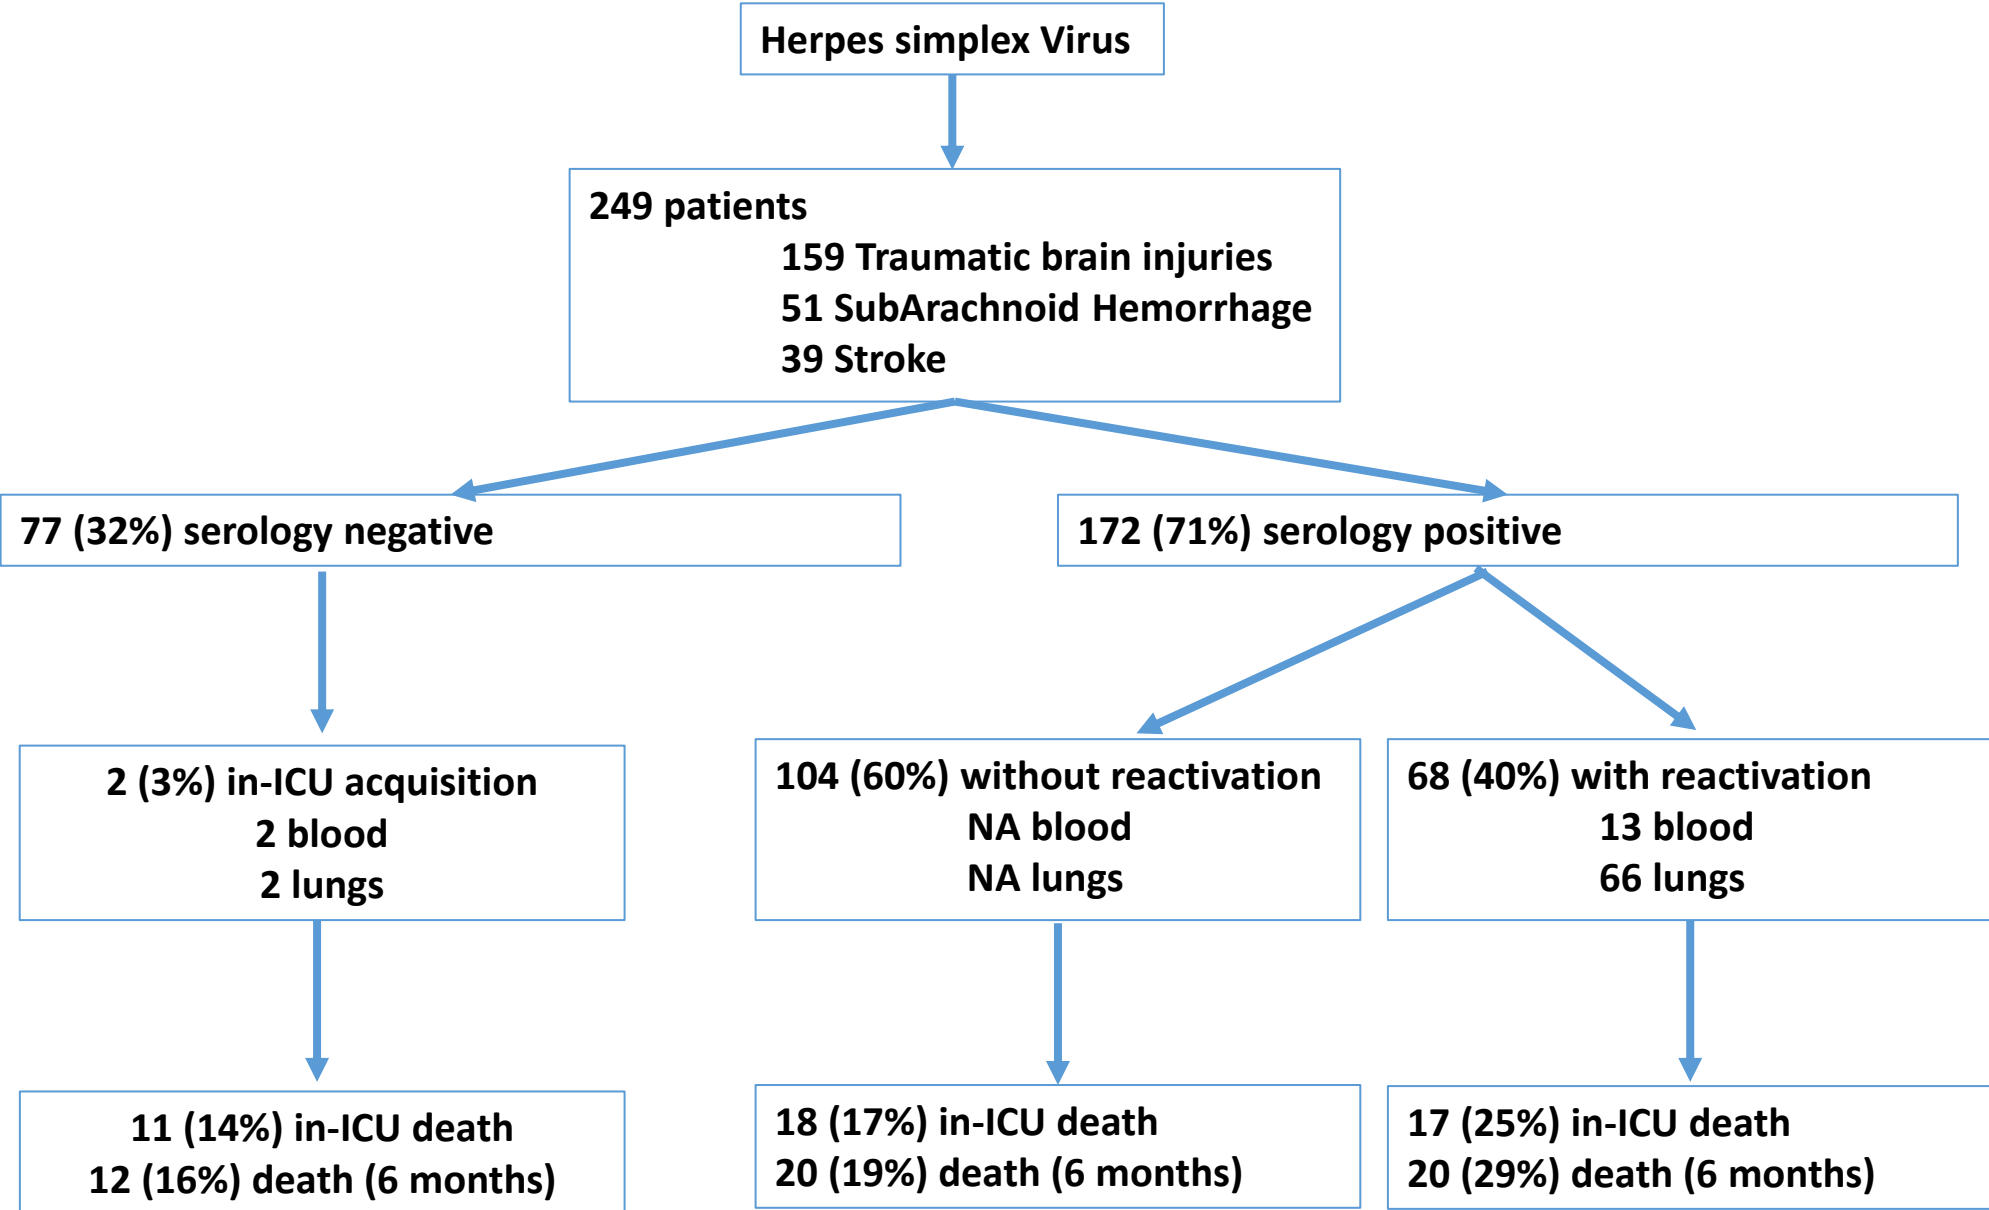 Herpes simplex Virus
249 patients
159 Traumatic brain injuries
51 SubArachnoid Hemorrhage
39 Stroke
77 (32%) serology negative
172 (71%) serology positive
2 (3%) in-ICU acquisition
2 blood
2 lungs
104 (60%) without reactivation
NA blood
NA lungs
68 (40%) with reactivation
13 blood
66 lungs
11 (14%) in-ICU death
12 (16%) death (6 months)
18 (17%) in-ICU death
20 (19%) death (6 months)
17 (25%) in-ICU death
20 (29%) death (6 months)